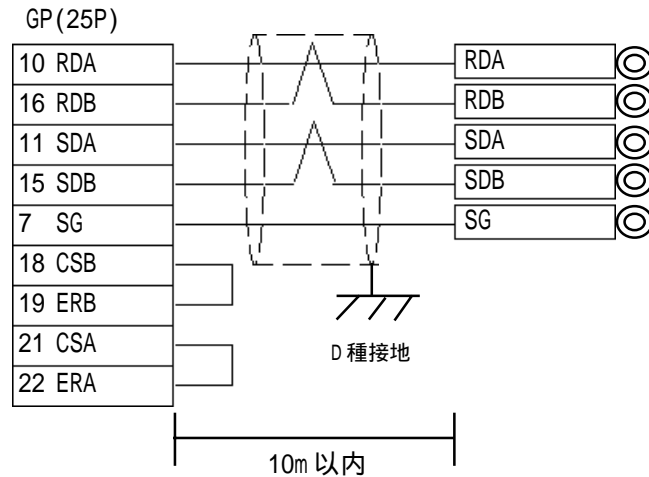 GP(25P)
10 RDA
RDA
16 RDB
RDB
11 SDA
SDA
15 SDB
SDB
7 SG
SG
18 CSB
19 ERB
21 CSA
22 ERA
D種接地
10m以内